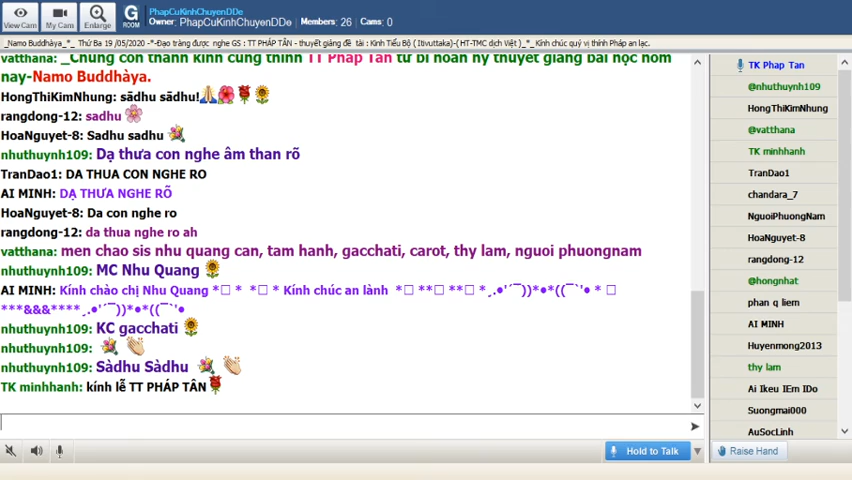 PhapCuKinhChuyenDDe
Owner: PhapCuKinhChuyenDDe Members: 26 Cams: 0
View Cam
My Cam
Enlarge
G
ROOM
_Namo Buddhàya_*_ Thứ Ba 19 /05/2020 -*-Đạo tràng được nghe GS : TT PHÁP TÂN - thuyết giảng đề tài : Kinh Tiểu Bộ ( Itivuttaka)-( HT-TMC dịch Việt )_*_ Kính chúc quý vị thính Pháp an lạc.
vatthana: _Chúng con thành kính cung thỉnh TT Pháp Tân từ bi hoan hỷ thuyết giảng bài học hôm
nay-Namo Buddhàya.
HongThiKimNhung: sādhu sādhu!
rangdong-12: sadhu
HoaNguyet-8: Sadhu sadhu
nhuthuynh109: Dạ thưa con nghe âm than rõ
TranDao1: DA THUA CON NGHE RO
AI MINH: DẠ THƯA NGHE RÕ
HoaNguyet-8: Da con nghe ro
rangdong-12: da thua nghe ro ah
vatthana: men chao sis nhu quang can, tam hanh, gacchati, carot, thy lam, nguoi phuongnam
nhuthuynh109: MC Nhu Quang
AI MINH: Kính chào chị Nhu Quang *□ * *□ * Kính chúc an lành *□ **□ **□ *¸.•'´¯))*•*((¯`'• * □
***&&&****¸.•'´¯))*•*((¯`'•
nhuthuynh109: KC gacchati
nhuthuynh109:
nhuthuynh109: Sàdhu Sàdhu
TK minhhanh: kính lễ TT PHÁP TÂN
TK Phap Tan
@nhuthuynh109
HongThiKimNhung
@vatthana
TK minhhanh
TranDao1
chandara_7
NguoiPhuongNam
HoaNguyet-8
rangdong-12
@hongnhat
phan q liem
AI MINH
Huyenmong2013
thy lam
Ai Ikeu IEm IDo
Suongmai000
AuSocLinh
Hold to Talk
Raise Hand